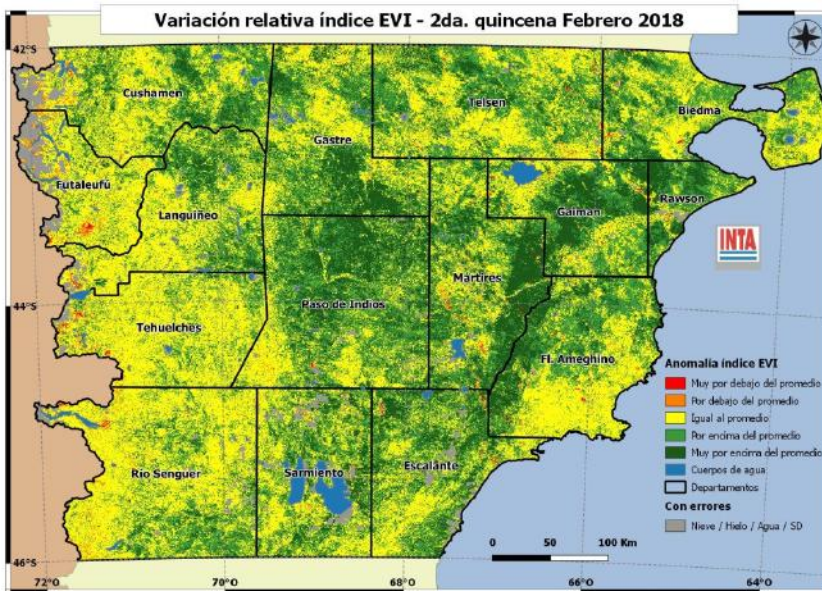 Variación relativa índice EVI - 2da. quincena Febrero 2018
42°S
Cushamen
Telsen
Biedma
Gastre
Futaleufú
Languiñeo
Gaiman
Rawson
INTA
Mártires
44°S
Paso de Indios
Tehuelches
Fl. Ameghino
Anomalía índice EVI
Muy por debajo del promedio
Por debajo del promedio
Igual al promedio
Por encima del promedio
Muy por encima del promedio
Cuerpos de agua
Departamentos
Con errores
Nieve / Hielo / Agua / SD
Río Senguer
Sarmiento
Escalante
0 50 100 Km
46°S
72°O 70°O 68°O 66°O 64°O